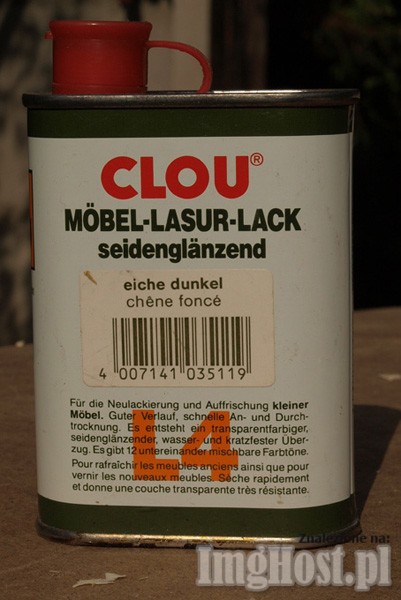 CLOU®
MÖBEL-LASUR-LACK
seidenglänzend
eiche dunkel
chêne foncé
4 007141 035119
L4
Für die Neulackierung und Auffrischung kleiner
Möbel. Guter Verlauf, schnelle An- und Durch-
trocknung. Es entsteht ein transparentfarbiger,
seidenglänzender, wasser- und kratzfester Über-
zug. Es gibt 12 untereinander mischbare Farbtöne.
Pour rafraîchir les meubles anciens ainsi que pour
vernir les nouveaux meubles. Sèche rapidement
et donne une couche transparente très résistante.
Znalezione na:
ImgHost.pl